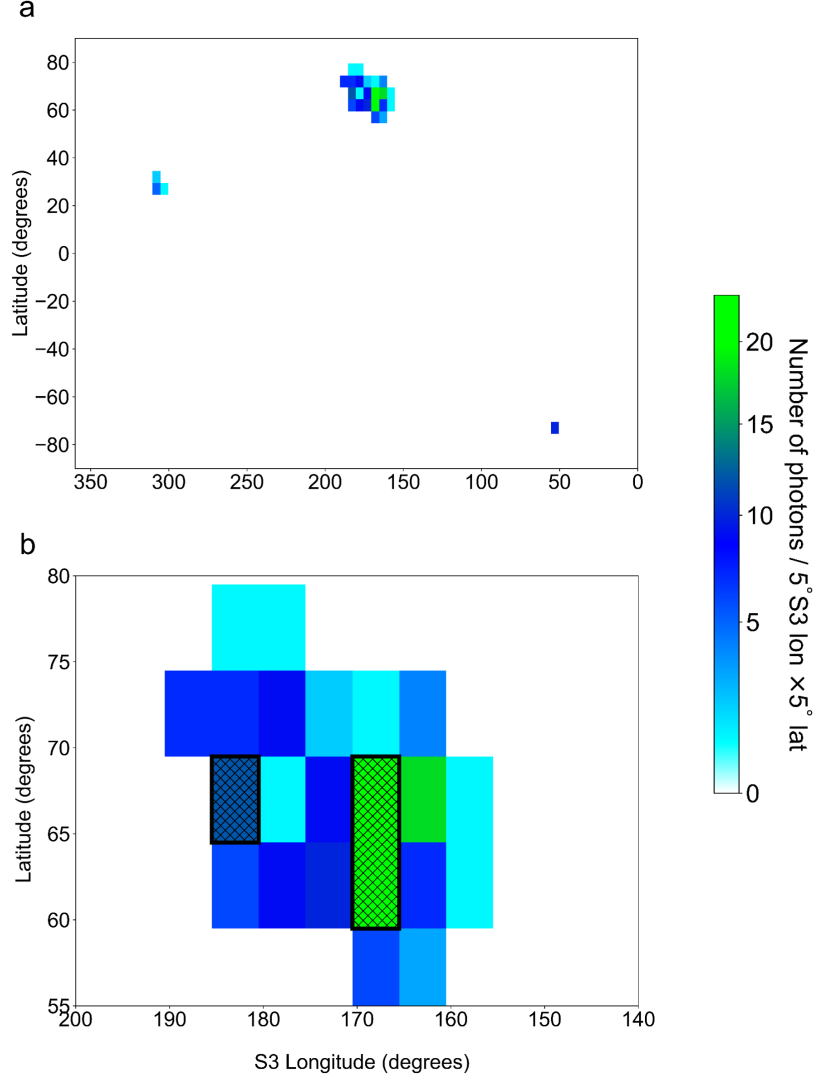 a
80
60
40
20
0
−20
−40
−60
−80
Latitude (degrees)
350 300 250 200 150 100 50 0
b
80
75
70
65
60
55
Latitude (degrees)
200 190 180 170 160 150 140
S3 Longitude (degrees)
20
15
10
5
0
Number of photons / 5°S3 lon ×5° lat